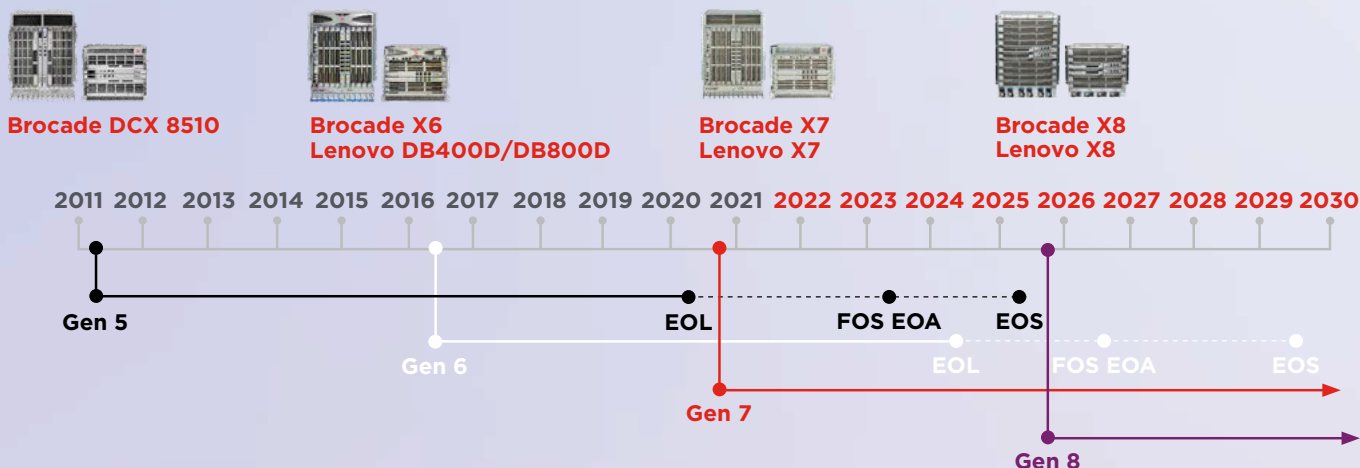 Brocade DCX 8510
Brocade X6
Lenovo DB400D/DB800D
Brocade X7
Lenovo X7
Brocade X8
Lenovo X8
2011 2012 2013 2014 2015 2016 2017 2018 2019 2020 2021 2022 2023 2024 2025 2026 2027 2028 2029 2030
Gen 5 EOL FOS EOA EOS
Gen 6 EOL FOS EOA EOS
Gen 7
Gen 8